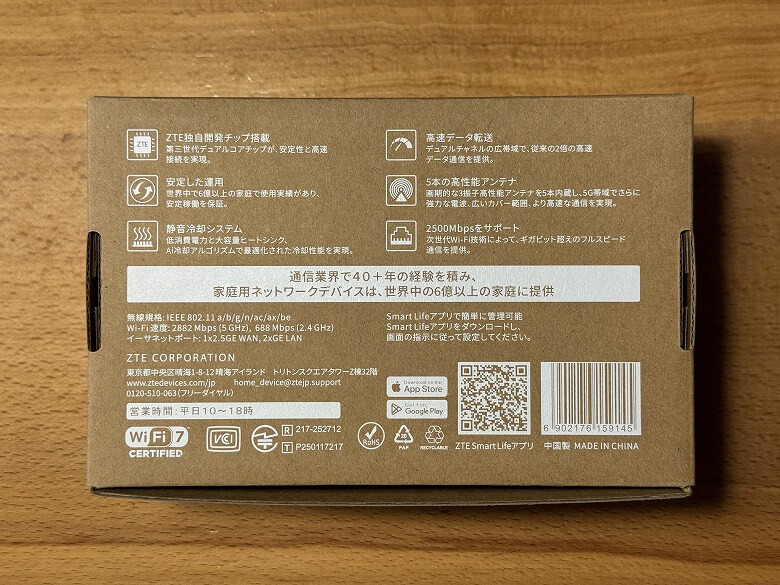 ZTE
ZTE独自開発チップ搭載
第三世代デュアルコアチップが、安定性と高速
接続を実現。
高速データ転送
デュアルチャネルの広帯域で、従来の2倍の高速
データ通信を提供。
安定した運用
世界中で6億以上の家庭で使用実績があり、
安定稼働を保証。
5本の高性能アンテナ
画期的な3振子高性能アンテナを5本内蔵し、5G帯域でさらに
強力な電波、広いカバー範囲、より高速な通信を実現。
静音冷却システム
低消費電力と大容量ヒートシンク、
AI冷却アルゴリズムで最適化された冷却性能を実現。
2500Mbpsをサポート
次世代Wi-Fi技術によって、ギガビット超えのフルスピード
通信を提供。
通信業界で40+年の経験を積み、
家庭用ネットワークデバイスは、世界中の6億以上の家庭に提供
無線規格: IEEE 802.11 a/b/g/n/ac/ax/be
Wi-Fi 速度: 2882 Mbps (5 GHz), 688 Mbps (2.4 GHz)
イーサネットポート: 1x2.5GE WAN, 2xGE LAN
Smart Lifeアプリで簡単に管理可能
Smart Lifeアプリをダウンロードし、
画面の指示に従って設定してください。
ZTE CORPORATION
東京都中央区晴海1-8-12 晴海アイランド トリトンスクエアタワーZ棟32階
www.ztedevices.com/jp home_device@ztejp.support
0120-510-063(フリーダイヤル)
営業時間:平日10〜18時
Download on the
App Store
Get it on
Google Play
Wi Fi 7
CERTIFIED
VCI
R 217-252712
T P250117217
RoHS
20
PAP
RECYCLABLE
ZTE Smart Lifeアプリ
6 902176 159145
中国製 MADE IN CHINA